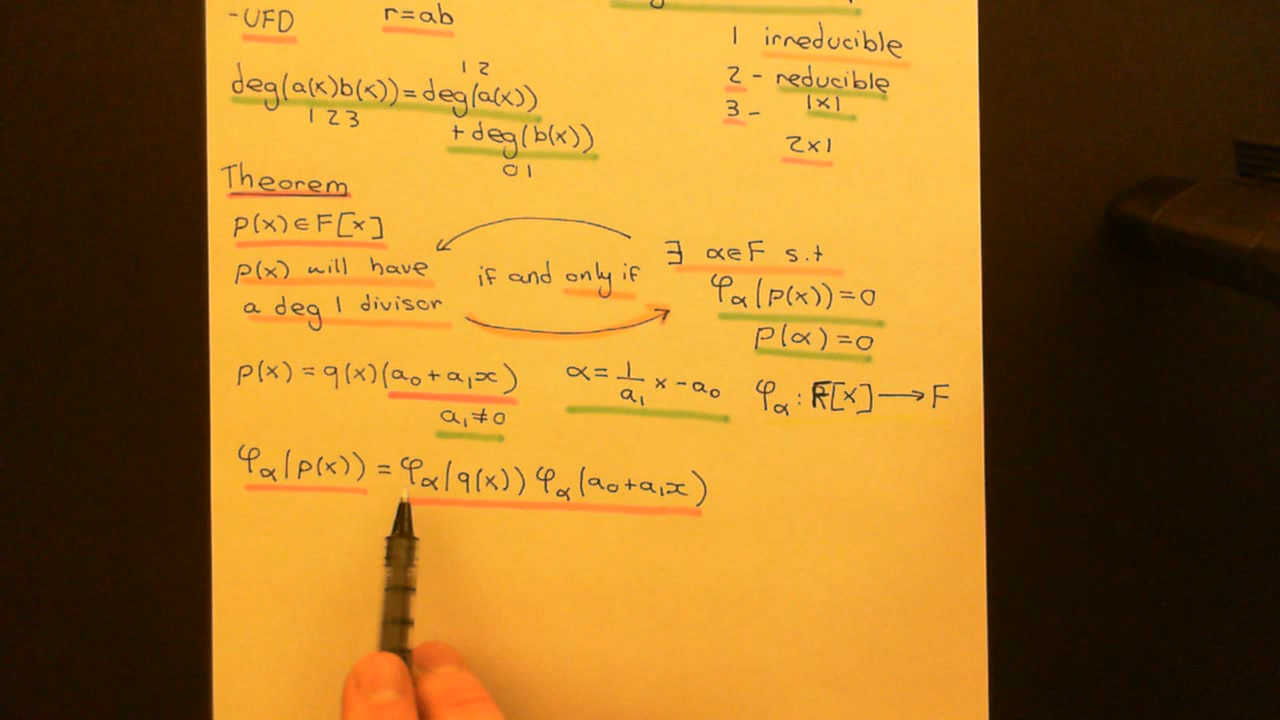 -UFD
r=ab
1 irreducible
2 - reducible
3 - 1x1
2x1
1 2
deg(a(x)b(x))=deg(a(x))
1 2 3
+ deg(b(x))
0 1
Theorem
p(x)∈F[x]
p(x) will have
a deg 1 divisor
if and only if
∃ α∈F s.t
φα(p(x))=0
p(α)=0
p(x) = q(x)(a₀+a₁x)
a₁≠0
α = 1/a₁ x -a₀
φα : F[x] → F
φα(p(x)) = φα(q(x)) φα(a₀+a₁x)